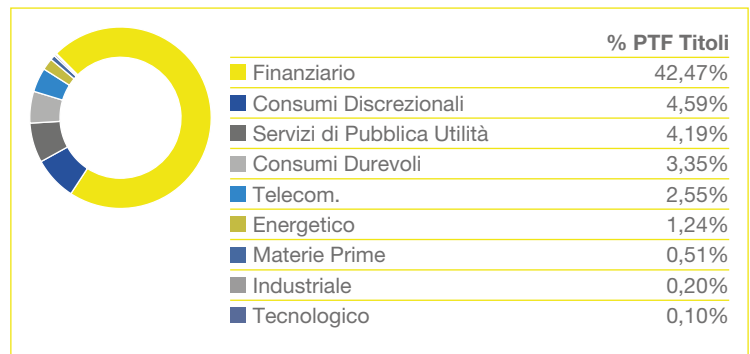 % PTF Titoli
Finanziario 42,47%
Consumi Discrezionali 4,59%
Servizi di Pubblica Utilità 4,19%
Consumi Durevoli 3,35%
Telecom. 2,55%
Energetico 1,24%
Materie Prime 0,51%
Industriale 0,20%
Tecnologico 0,10%